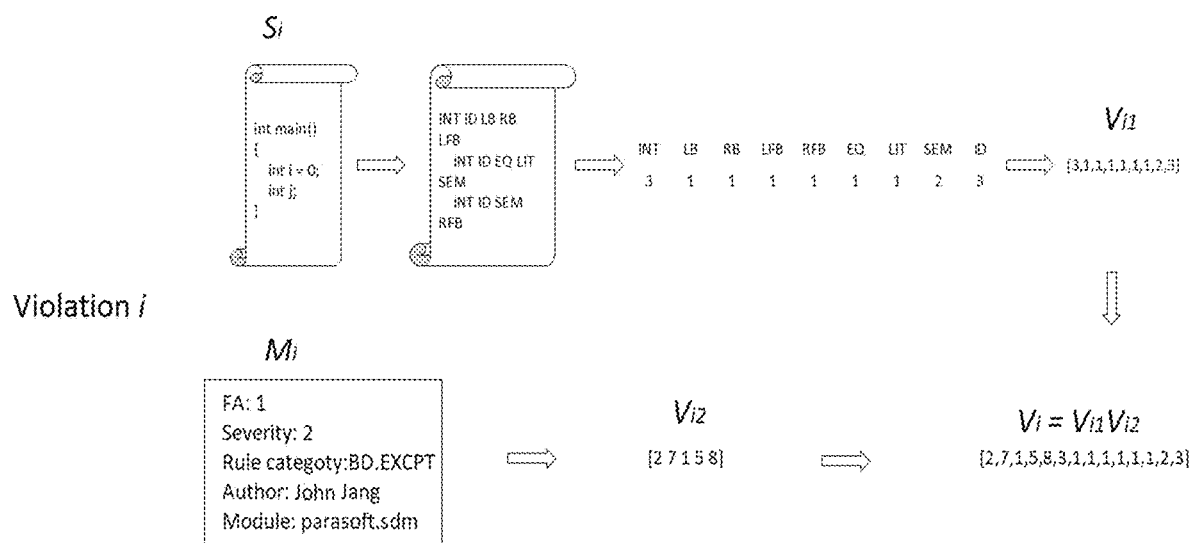 Si
int main()
{
int i = 0;
int j;
}
INT ID LB RB
LFB
INT ID EQ LIT
SEM
INT ID SEM
RFB
INT LB RB LFB RFB EQ LIT SEM ID
3 1 1 1 1 1 1 2 3
Vi1
[3,1,1,1,1,1,1,2,3]
Violation i
Mi
FA: 1
Severity: 2
Rule categoty:BD.EXCPT
Author: John Jang
Module: parasoft.sdm
Vi2
[2 7 1 5 8]
Vi = Vi1Vi2
[2,7,1,5,8,3,1,1,1,1,1,1,2,3]